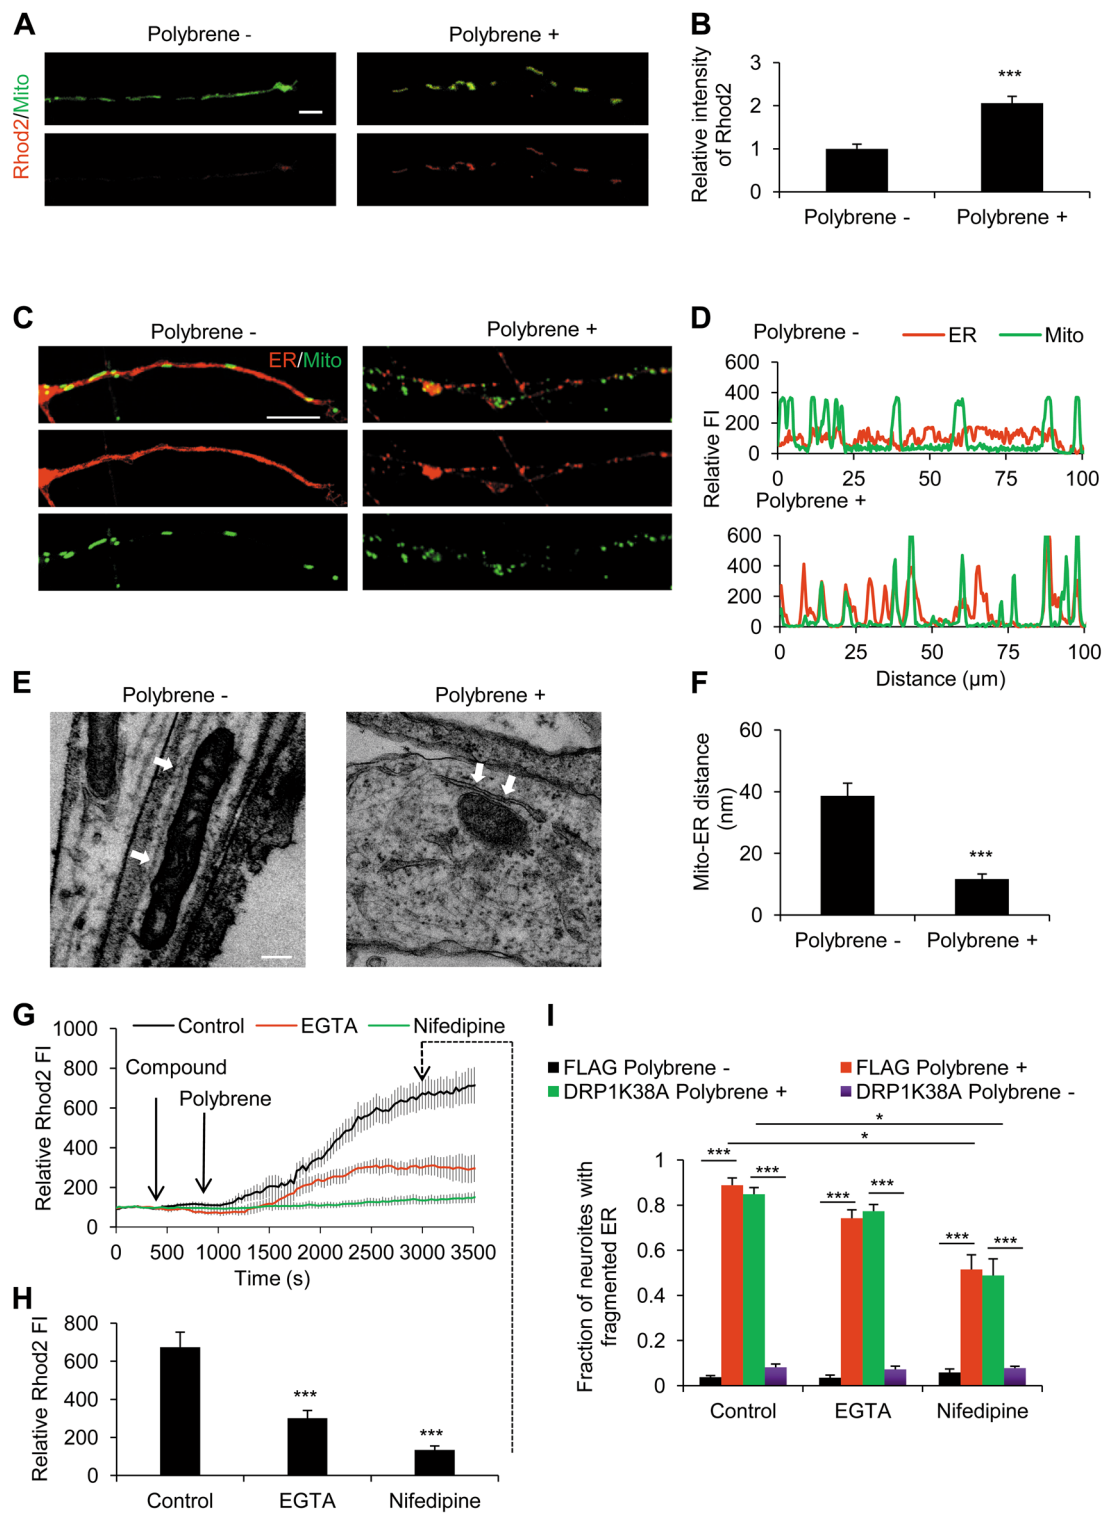 A
Polybrene -
Polybrene +
Rhod2/Mito
B
Relative intensity
of Rhod2
3
2
1
0
***
Polybrene -
Polybrene +
C
Polybrene -
Polybrene +
ER/Mito
D
Polybrene -
ER
Mito
Relative FI
600
400
200
0
0
25
50
75
100
Polybrene +
600
400
200
0
0
25
50
75
100
Distance (µm)
E
Polybrene -
Polybrene +
F
Mito-ER distance
(nm)
60
40
20
0
***
Polybrene -
Polybrene +
G
Control
EGTA
Nifedipine
Relative Rhod2 FI
1000
800
600
400
200
0
Compound
Polybrene
0
500
1000
1500
2000
2500
3000
3500
Time (s)
H
Relative Rhod2 FI
800
600
400
200
0
***
***
Control
EGTA
Nifedipine
I
FLAG Polybrene -
FLAG Polybrene +
DRP1K38A Polybrene +
DRP1K38A Polybrene -
*
*
Fraction of neuroites with
fragmented ER
1
0.8
0.6
0.4
0.2
0
***
***
***
***
***
***
Control
EGTA
Nifedipine